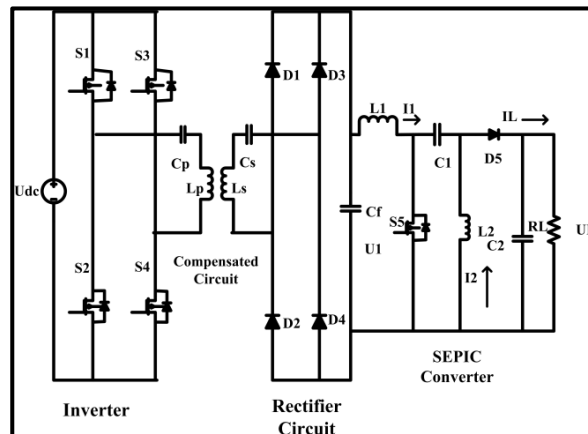 S1
S3
D1
D3
L1
I1
IL
Cp
Cs
C1
D5
Udc
Lp
Ls
Cf
S5
L2
C2
RL
U
U1
S2
S4
Compensated
Circuit
I2
D2
D4
SEPIC
Converter
Inverter
Rectifier
Circuit